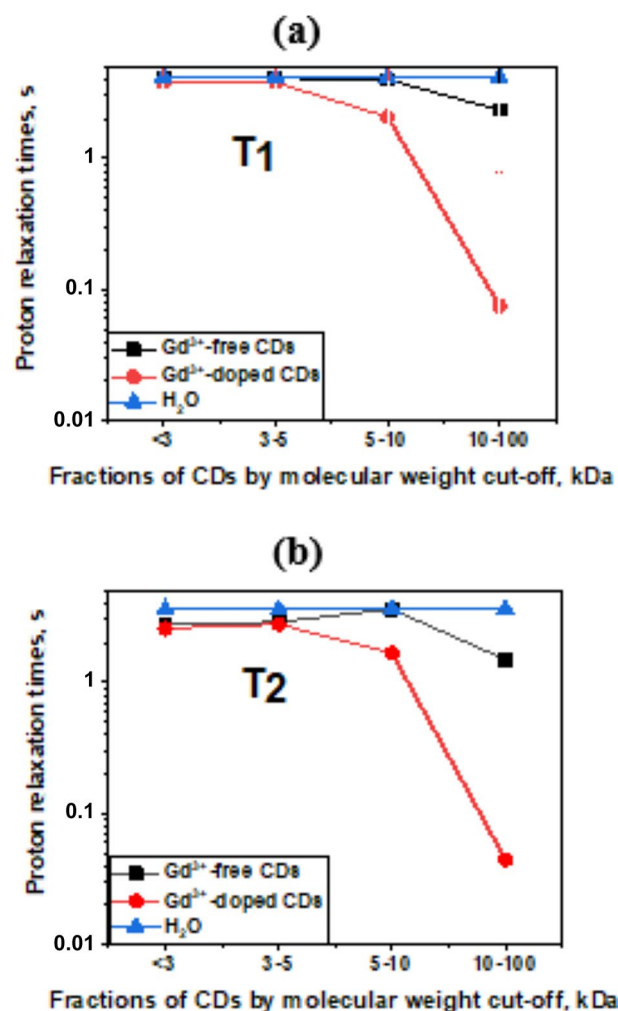 (a)
Proton relaxation times, s
T1
1
0.1
0.01
Gd³⁺-free CDs
Gd³⁺-doped CDs
H₂O
<3
3-5
5-10
10-100
Fractions of CDs by molecular weight cut-off, kDa
(b)
Proton relaxation times, s
T2
1
0.1
0.01
Gd³⁺-free CDs
Gd³⁺-doped CDs
H₂O
<3
3-5
5-10
10-100
Fractions of CDs by molecular weight cut-off, kDa